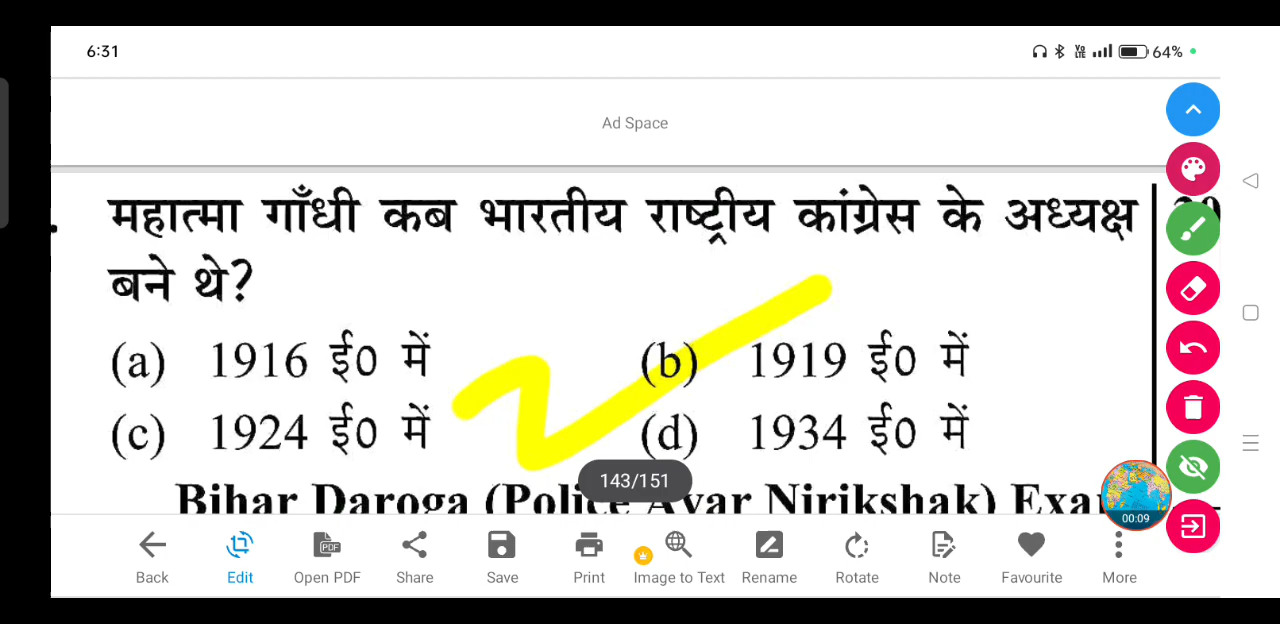 6:31 64%
Ad Space
महात्मा गाँधी कब भारतीय राष्ट्रीय कांग्रेस के अध्यक्ष
बने थे?
(a) 1916 ई0 में (b) 1919 ई0 में
(c) 1924 ई0 में (d) 1934 ई0 में
143/151
Bihar Daroga (Police Avar Nirikshak)
00:09
PDF
Back Edit Open PDF Share Save Print Image to Text Rename Rotate Note Favourite More